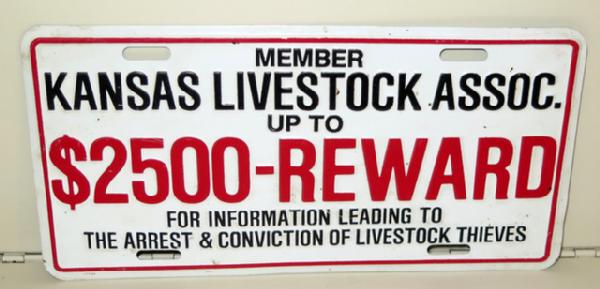 MEMBER
KANSAS LIVESTOCK ASSOC.
UP TO
$2500-REWARD
FOR INFORMATION LEADING TO
THE ARREST & CONVICTION OF LIVESTOCK THIEVES